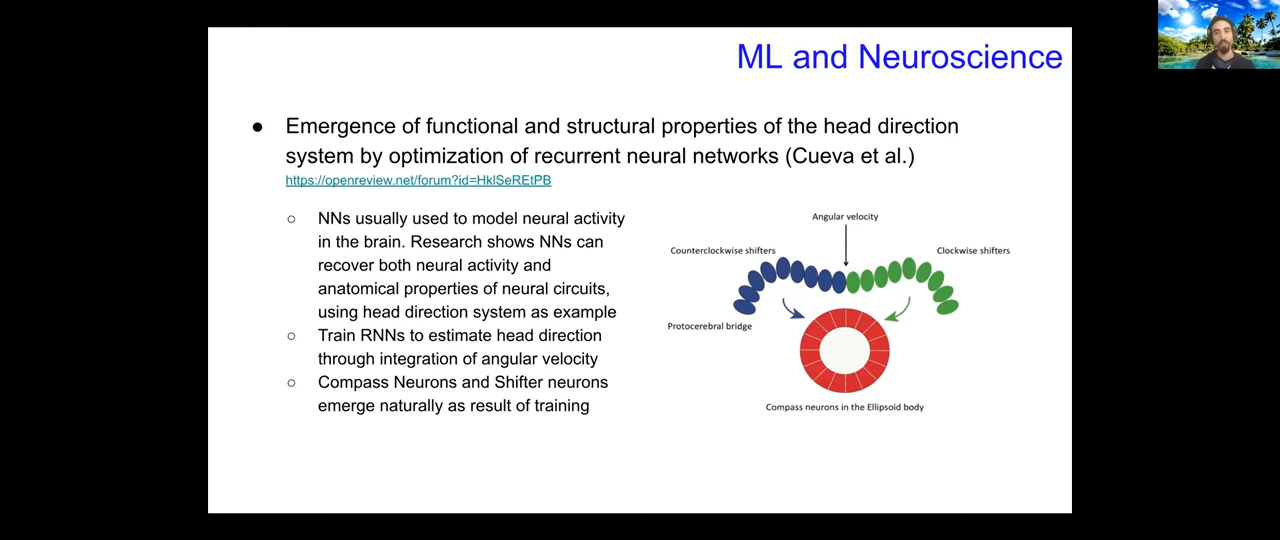 ML and Neuroscience
● Emergence of functional and structural properties of the head direction
system by optimization of recurrent neural networks (Cueva et al.)
https://openreview.net/forum?id=HklSeREtPB
○ NNs usually used to model neural activity
in the brain. Research shows NNs can
recover both neural activity and
anatomical properties of neural circuits,
using head direction system as example
○ Train RNNs to estimate head direction
through integration of angular velocity
○ Compass Neurons and Shifter neurons
emerge naturally as result of training
Angular velocity
Counterclockwise shifters
Clockwise shifters
Protocerebral bridge
Compass neurons in the Ellipsoid body